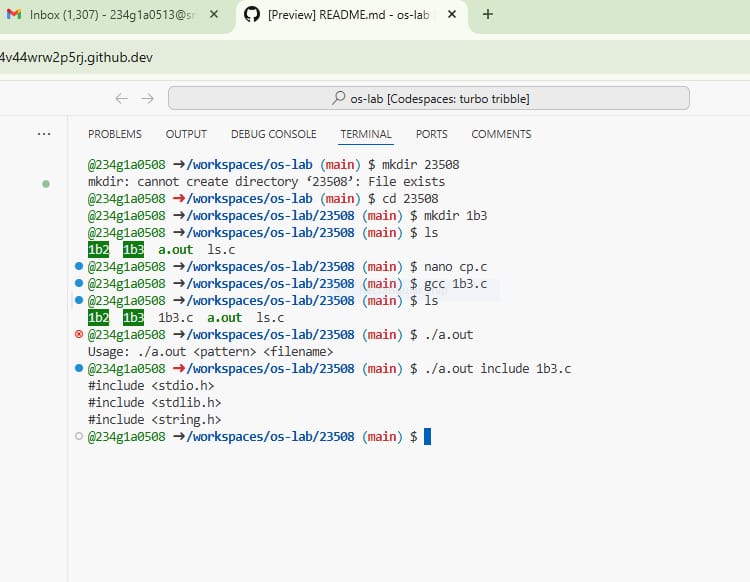 Inbox (1,307) - 234g1a0513@sr
[Preview] README.md - os-lab
4v44wrw2p5rj.github.dev
os-lab [Codespaces: turbo tribble]
PROBLEMS OUTPUT DEBUG CONSOLE TERMINAL PORTS COMMENTS
@234g1a0508 ➜/workspaces/os-lab (main) $ mkdir 23508
mkdir: cannot create directory ‘23508’: File exists
@234g1a0508 ➜/workspaces/os-lab (main) $ cd 23508
@234g1a0508 ➜/workspaces/os-lab/23508 (main) $ mkdir 1b3
@234g1a0508 ➜/workspaces/os-lab/23508 (main) $ ls
1b2 1b3 a.out ls.c
@234g1a0508 ➜/workspaces/os-lab/23508 (main) $ nano cp.c
@234g1a0508 ➜/workspaces/os-lab/23508 (main) $ gcc 1b3.c
@234g1a0508 ➜/workspaces/os-lab/23508 (main) $ ls
1b2 1b3 1b3.c a.out ls.c
@234g1a0508 ➜/workspaces/os-lab/23508 (main) $ ./a.out
Usage: ./a.out <pattern> <filename>
@234g1a0508 ➜/workspaces/os-lab/23508 (main) $ ./a.out include 1b3.c
#include <stdio.h>
#include <stdlib.h>
#include <string.h>
@234g1a0508 ➜/workspaces/os-lab/23508 (main) $